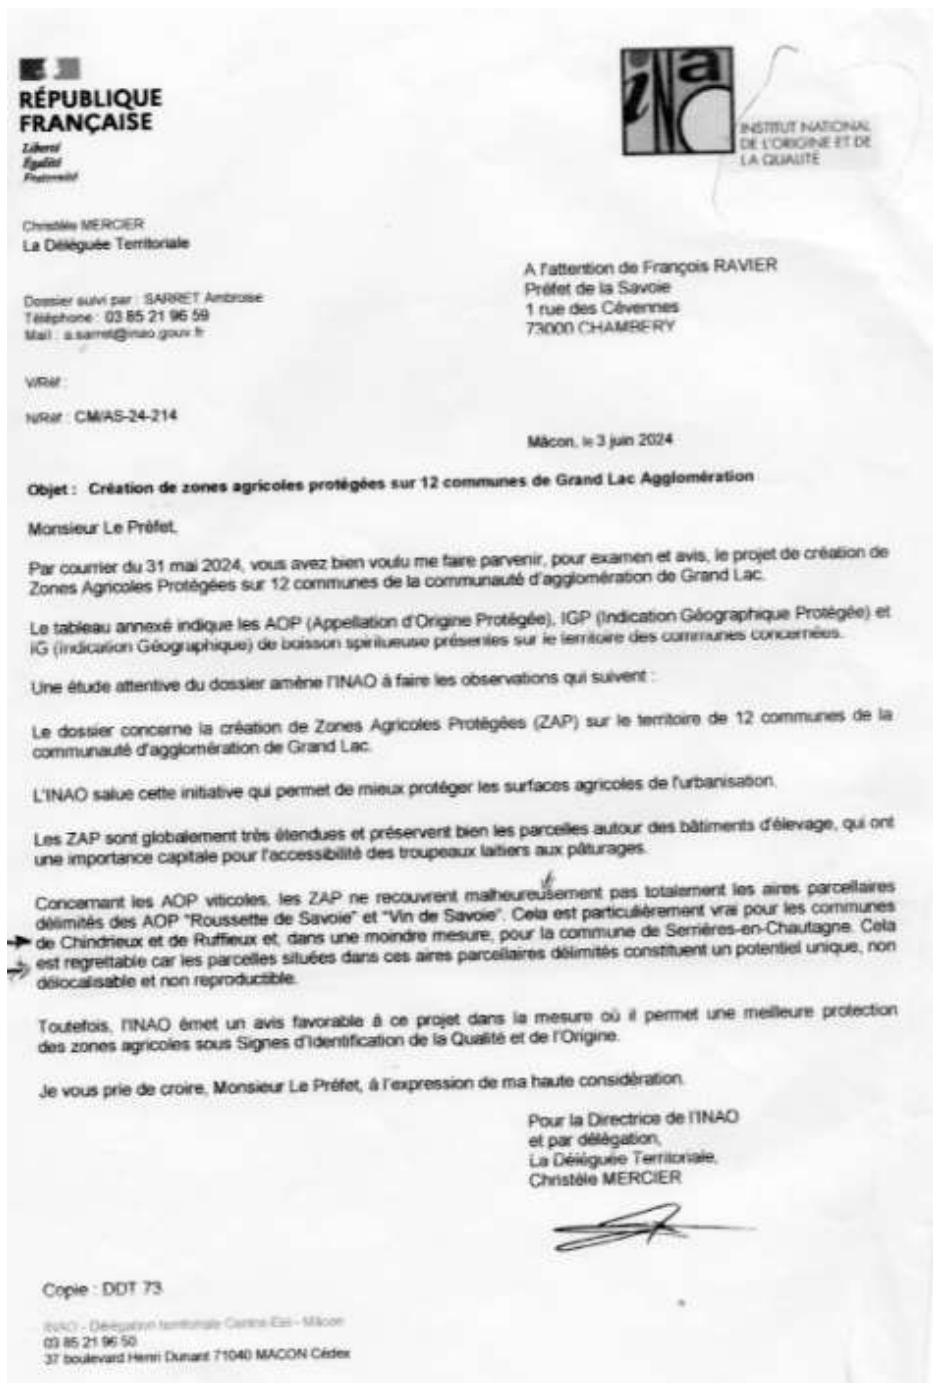 RÉPUBLIQUE
FRANÇAISE
Liberté
Égalité
Fraternité
INAO
INSTITUT NATIONAL
DE L'ORIGINE ET DE
LA QUALITÉ
Christèle MERCIER
La Déléguée Territoriale
A l'attention de François RAVIER
Préfet de la Savoie
1 rue des Cévennes
73000 CHAMBERY
Dossier suivi par : SARRET Ambroise
Téléphone : 03 85 21 96 59
Mail : a.sarret@inao.gouv.fr
V/Réf :
N/Réf : CM/AS-24-214
Mâcon, le 3 juin 2024
Objet : Création de zones agricoles protégées sur 12 communes de Grand Lac Agglomération
Monsieur Le Préfet,
Par courrier du 31 mai 2024, vous avez bien voulu me faire parvenir, pour examen et avis, le projet de création de
Zones Agricoles Protégées sur 12 communes de la communauté d'agglomération de Grand Lac.
Le tableau annexé indique les AOP (Appellation d'Origine Protégée), IGP (Indication Géographique Protégée) et
IG (Indication Géographique) de boisson spiritueuse présentes sur le territoire des communes concernées.
Une étude attentive du dossier amène l'INAO à faire les observations qui suivent :
Le dossier concerne la création de Zones Agricoles Protégées (ZAP) sur le territoire de 12 communes de la
communauté d'agglomération de Grand Lac.
L'INAO salue cette initiative qui permet de mieux protéger les surfaces agricoles de l'urbanisation.
Les ZAP sont globalement très étendues et préservent bien les parcelles autour des bâtiments d'élevage, qui ont
une importance capitale pour l'accessibilité des troupeaux laitiers aux pâturages.
Concernant les AOP viticoles, les ZAP ne recouvrent malheureusement pas totalement les aires parcellaires
délimités des AOP "Roussette de Savoie" et "Vin de Savoie". Cela est particulièrement vrai pour les communes
de Chindrieux et de Ruffieux et, dans une moindre mesure, pour la commune de Serrières-en-Chautagne. Cela
est regrettable car les parcelles situées dans ces aires parcellaires délimités constituent un potentiel unique, non
délocalisable et non reproductible.
Toutefois, l'INAO émet un avis favorable à ce projet dans la mesure où il permet une meilleure protection
des zones agricoles sous Signes d'Identification de la Qualité et de l'Origine.
Je vous prie de croire, Monsieur Le Préfet, à l'expression de ma haute considération.
Pour la Directrice de l'INAO
et par délégation,
La Déléguée Territoriale,
Christèle MERCIER
Copie : DDT 73
INAO - Délégation territoriale Centre-Est - Mâcon
03 85 21 96 50
37 boulevard Henri Dunant 71040 MACON Cédex